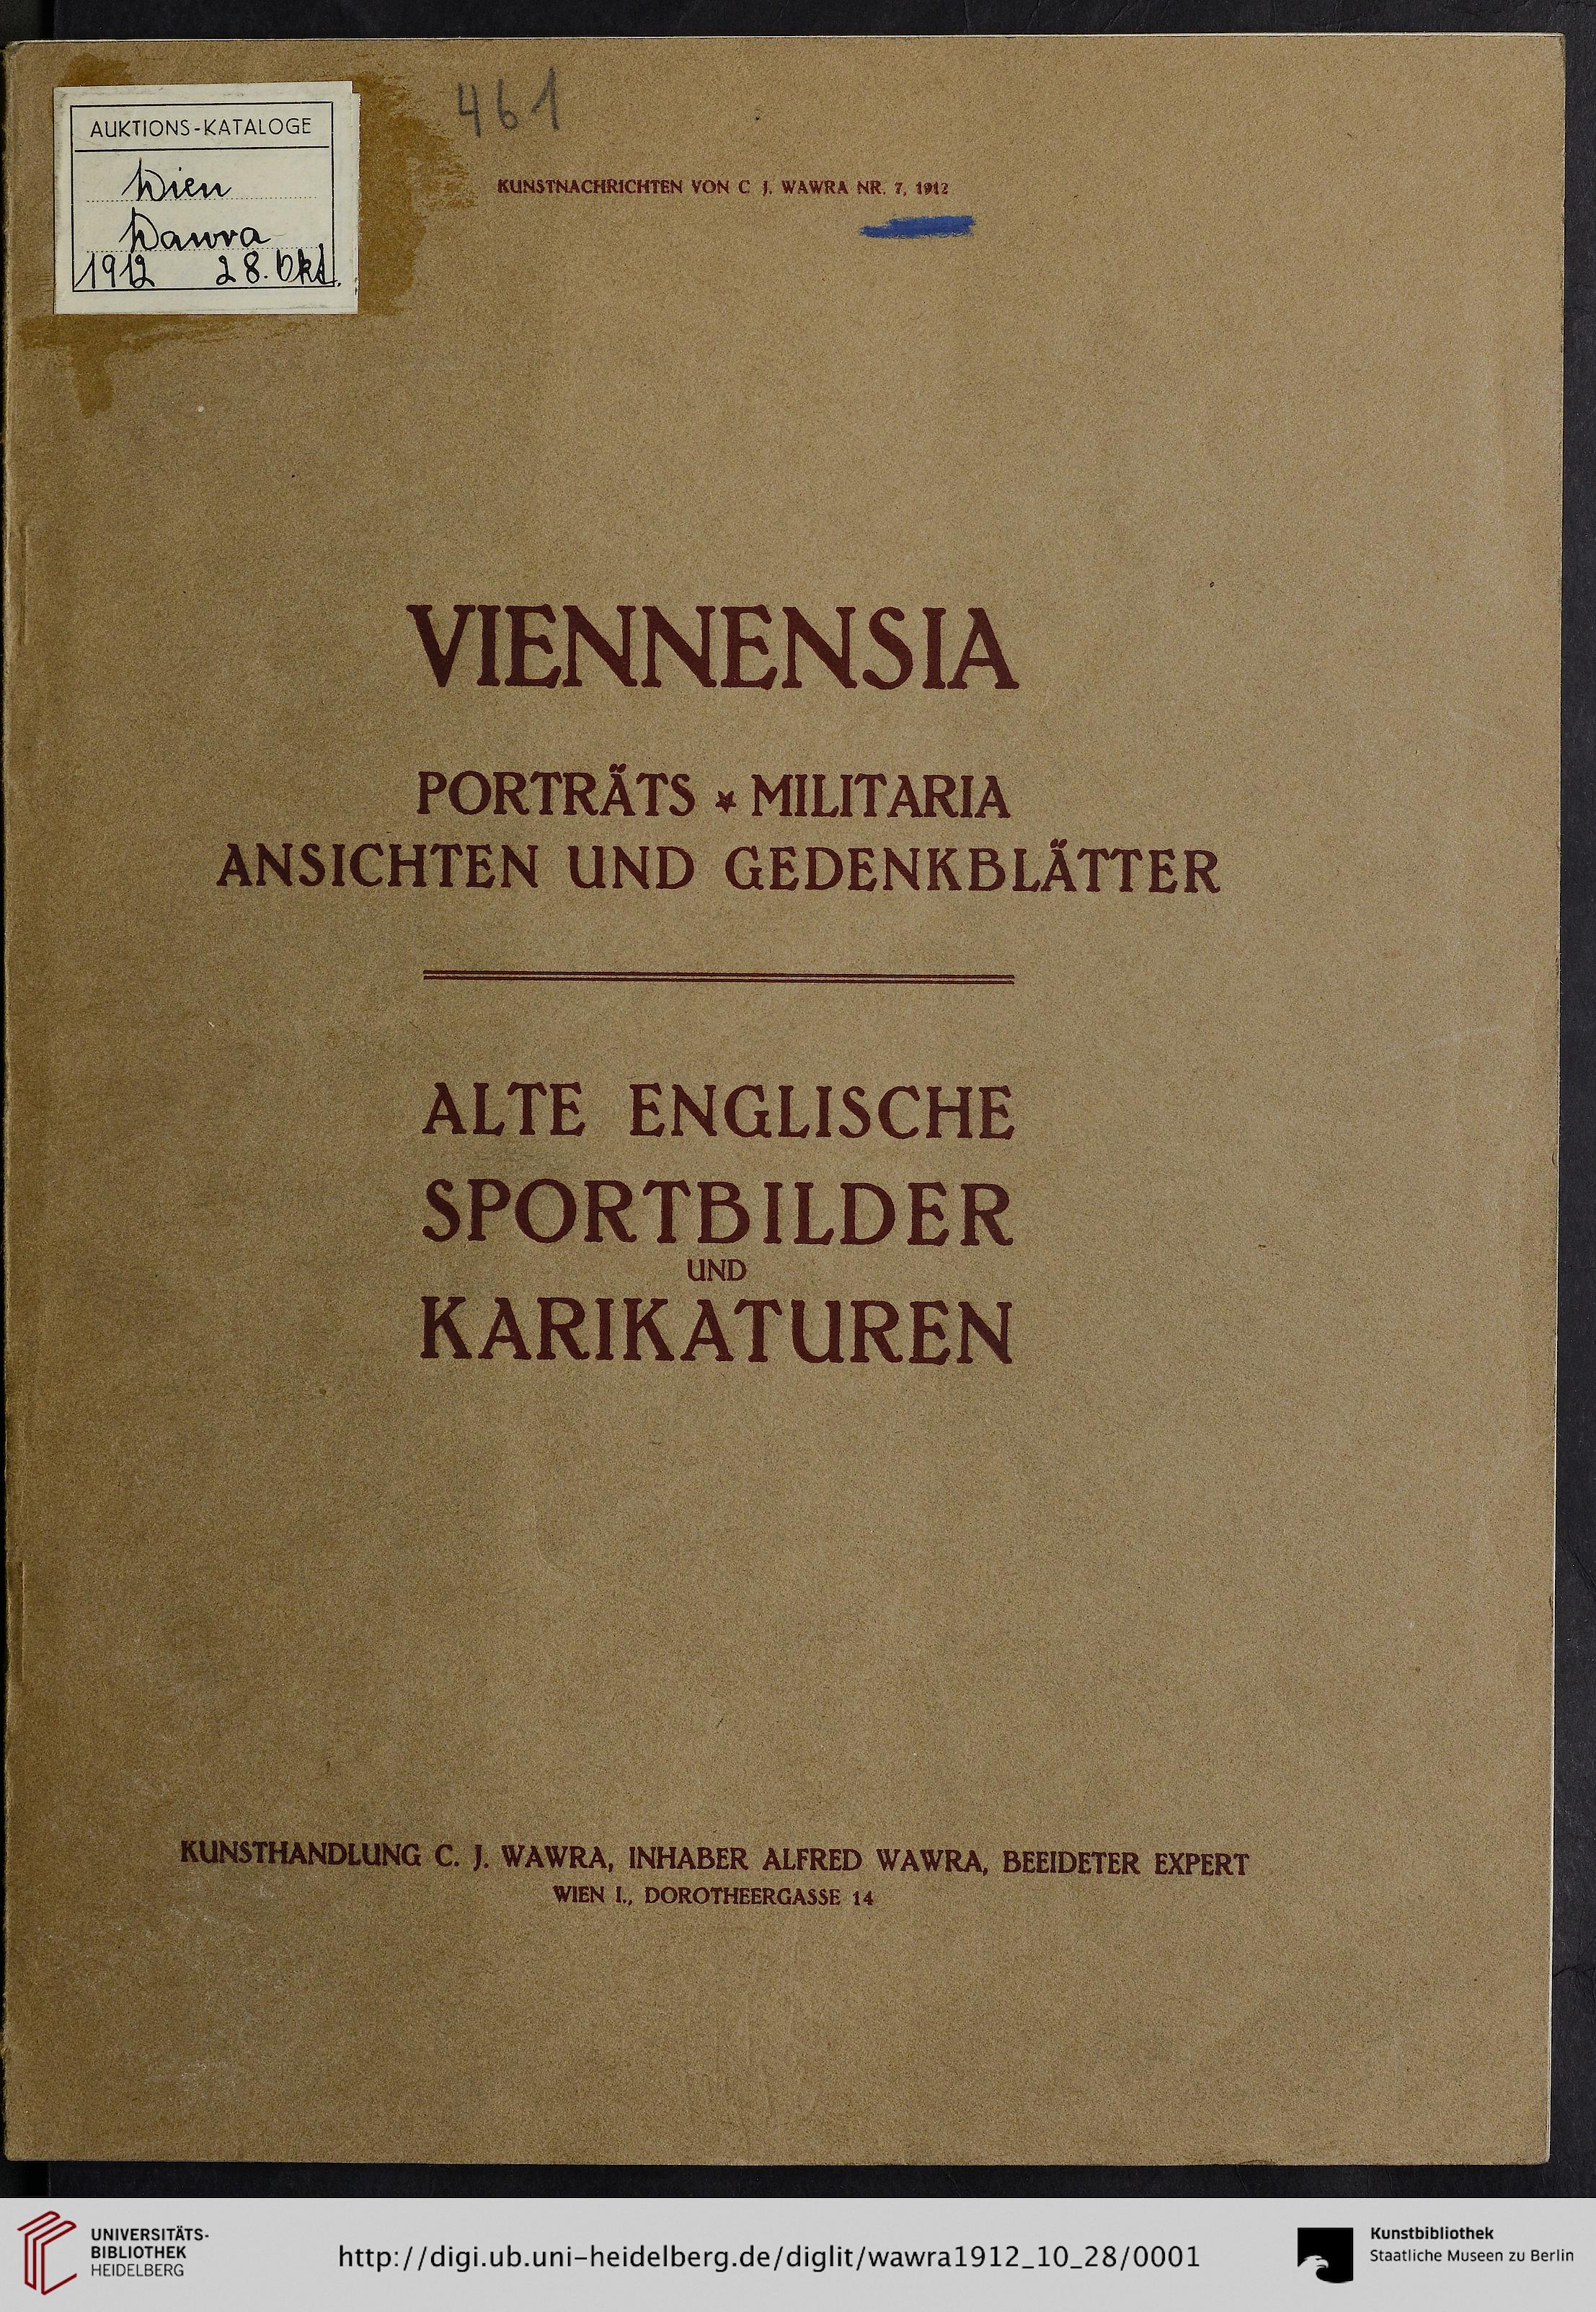 461
AUKTIONS-KATALOGE
Wien
Wawra
1912 28. Okt.
KUNSTNACHRICHTEN VON C J. WAWRA NR. 7, 1912
VIENNENSIA
PORTRÄTS * MILITARIA
ANSICHTEN UND GEDENKBLÄTTER
ALTE ENGLISCHE
SPORTBILDER
UND
KARIKATUREN
KUNSTHANDLUNG C. J. WAWRA, INHABER ALFRED WAWRA, BEEIDETER EXPERT
WIEN I., DOROTHEERGASSE 14
UNIVERSITÄTS-
BIBLIOTHEK
HEIDELBERG
http://digi.ub.uni-heidelberg.de/diglit/wawra1912_10_28/0001
Kunstbibliothek
Staatliche Museen zu Berlin